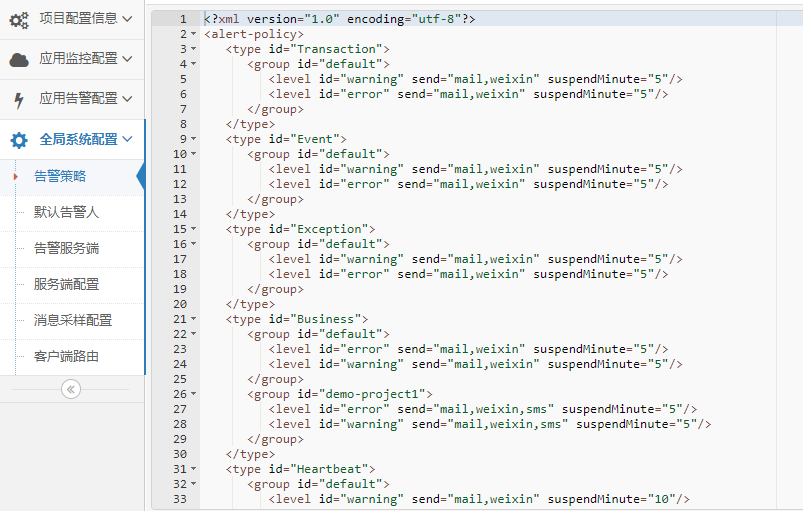 项目配置信息
应用监控配置
应用告警配置
全局系统配置
告警策略
默认告警人
告警服务端
服务端配置
消息采样配置
客户端路由
1 <?xml version="1.0" encoding="utf-8"?>
2 <alert-policy>
3 <type id="Transaction">
4 <group id="default">
5 <level id="warning" send="mail,weixin" suspendMinute="5"/>
6 <level id="error" send="mail,weixin" suspendMinute="5"/>
7 </group>
8 </type>
9 <type id="Event">
10 <group id="default">
11 <level id="warning" send="mail,weixin" suspendMinute="5"/>
12 <level id="error" send="mail,weixin" suspendMinute="5"/>
13 </group>
14 </type>
15 <type id="Exception">
16 <group id="default">
17 <level id="warning" send="mail,weixin" suspendMinute="5"/>
18 <level id="error" send="mail,weixin" suspendMinute="5"/>
19 </group>
20 </type>
21 <type id="Business">
22 <group id="default">
23 <level id="error" send="mail,weixin" suspendMinute="5"/>
24 <level id="warning" send="mail,weixin" suspendMinute="5"/>
25 </group>
26 <group id="demo-project1">
27 <level id="error" send="mail,weixin,sms" suspendMinute="5"/>
28 <level id="warning" send="mail,weixin,sms" suspendMinute="5"/>
29 </group>
30 </type>
31 <type id="Heartbeat">
32 <group id="default">
33 <level id="warning" send="mail,weixin" suspendMinute="10"/>